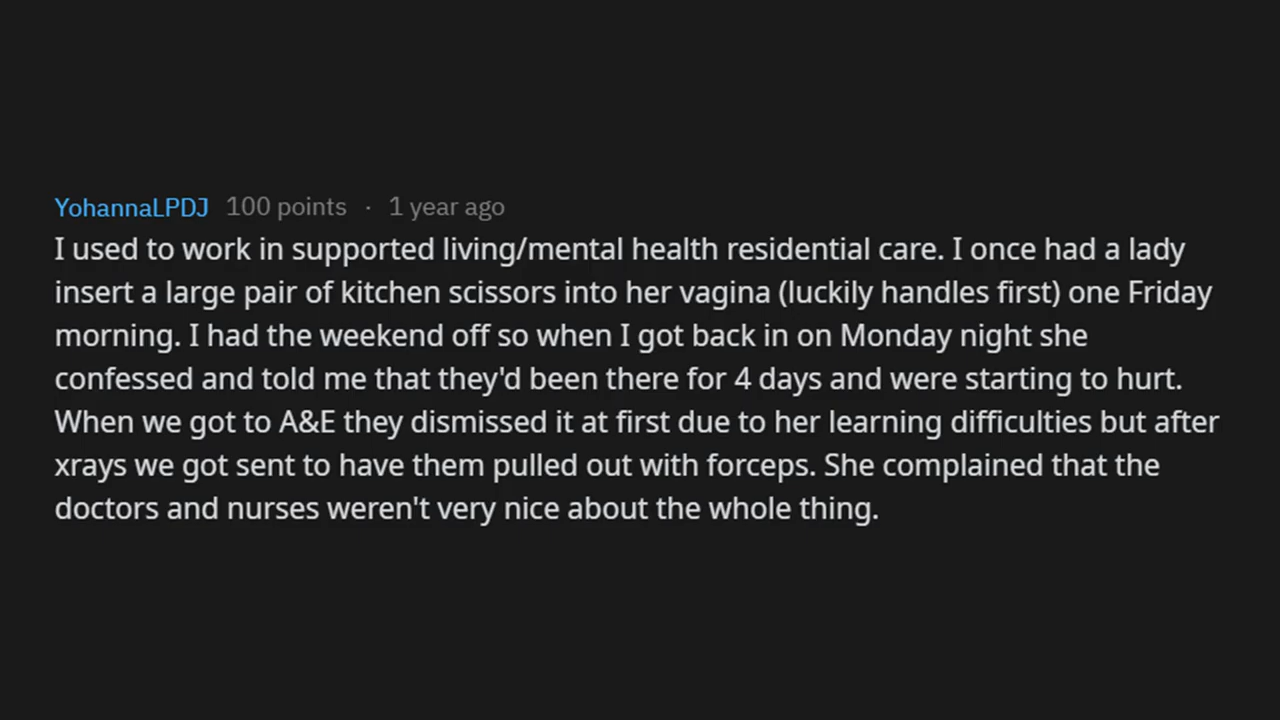 YohannaLPDJ 100 points · 1 year ago
I used to work in supported living/mental health residential care. I once had a lady
insert a large pair of kitchen scissors into her vagina (luckily handles first) one Friday
morning. I had the weekend off so when I got back in on Monday night she
confessed and told me that they'd been there for 4 days and were starting to hurt.
When we got to A&E they dismissed it at first due to her learning difficulties but after
xrays we got sent to have them pulled out with forceps. She complained that the
doctors and nurses weren't very nice about the whole thing.